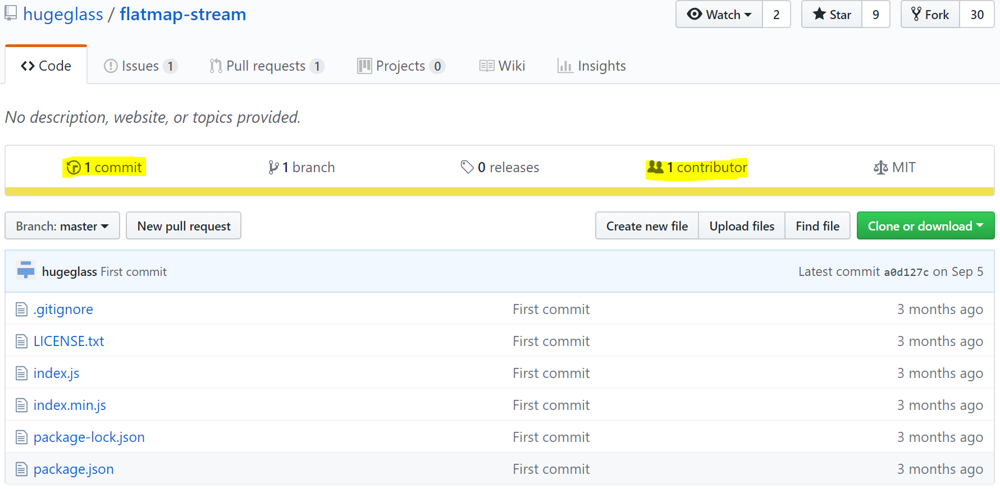 hugeglass / flatmap-stream
Watch 2 Star 9 Fork 30
Code Issues 1 Pull requests 1 Projects 0 Wiki Insights
No description, website, or topics provided.
1 commit 1 branch 0 releases 1 contributor MIT
Branch: master New pull request Create new file Upload files Find file Clone or download
hugeglass First commit Latest commit a0d127c on Sep 5
.gitignore First commit 3 months ago
LICENSE.txt First commit 3 months ago
index.js First commit 3 months ago
index.min.js First commit 3 months ago
package-lock.json First commit 3 months ago
package.json First commit 3 months ago